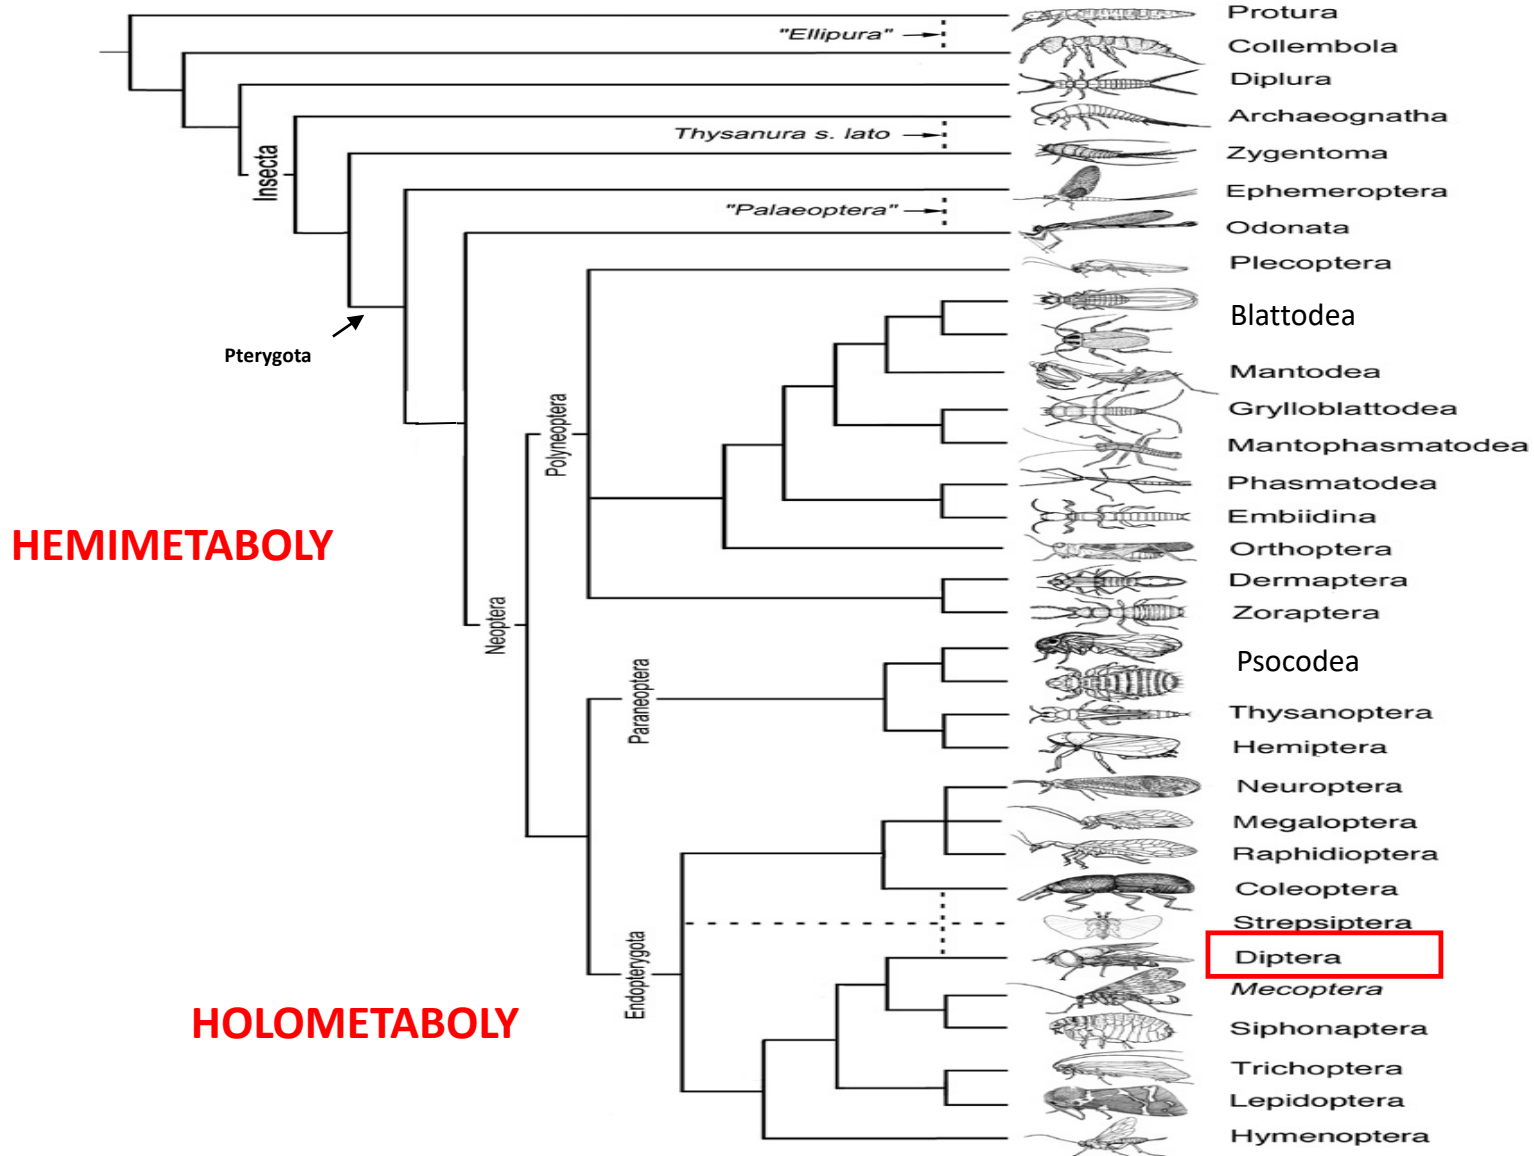 Protura
"Ellipura"
Collembola
Diplura
Archaeognatha
Thysanura s. lato
Zygentoma
Insecta
Ephemeroptera
"Palaeoptera"
Odonata
Plecoptera
Blattodea
Pterygota
Mantodea
Grylloblattodea
Polyneoptera
Mantophasmatodea
Phasmatodea
Embiidina
HEMIMETABOLY
Orthoptera
Dermaptera
Zoraptera
Neoptera
Psocodea
Paraneoptera
Thysanoptera
Hemiptera
Neuroptera
Megaloptera
Raphidioptera
Coleoptera
Strepsiptera
Diptera
Endopterygota
Mecoptera
HOLOMETABOLY
Siphonaptera
Trichoptera
Lepidoptera
Hymenoptera